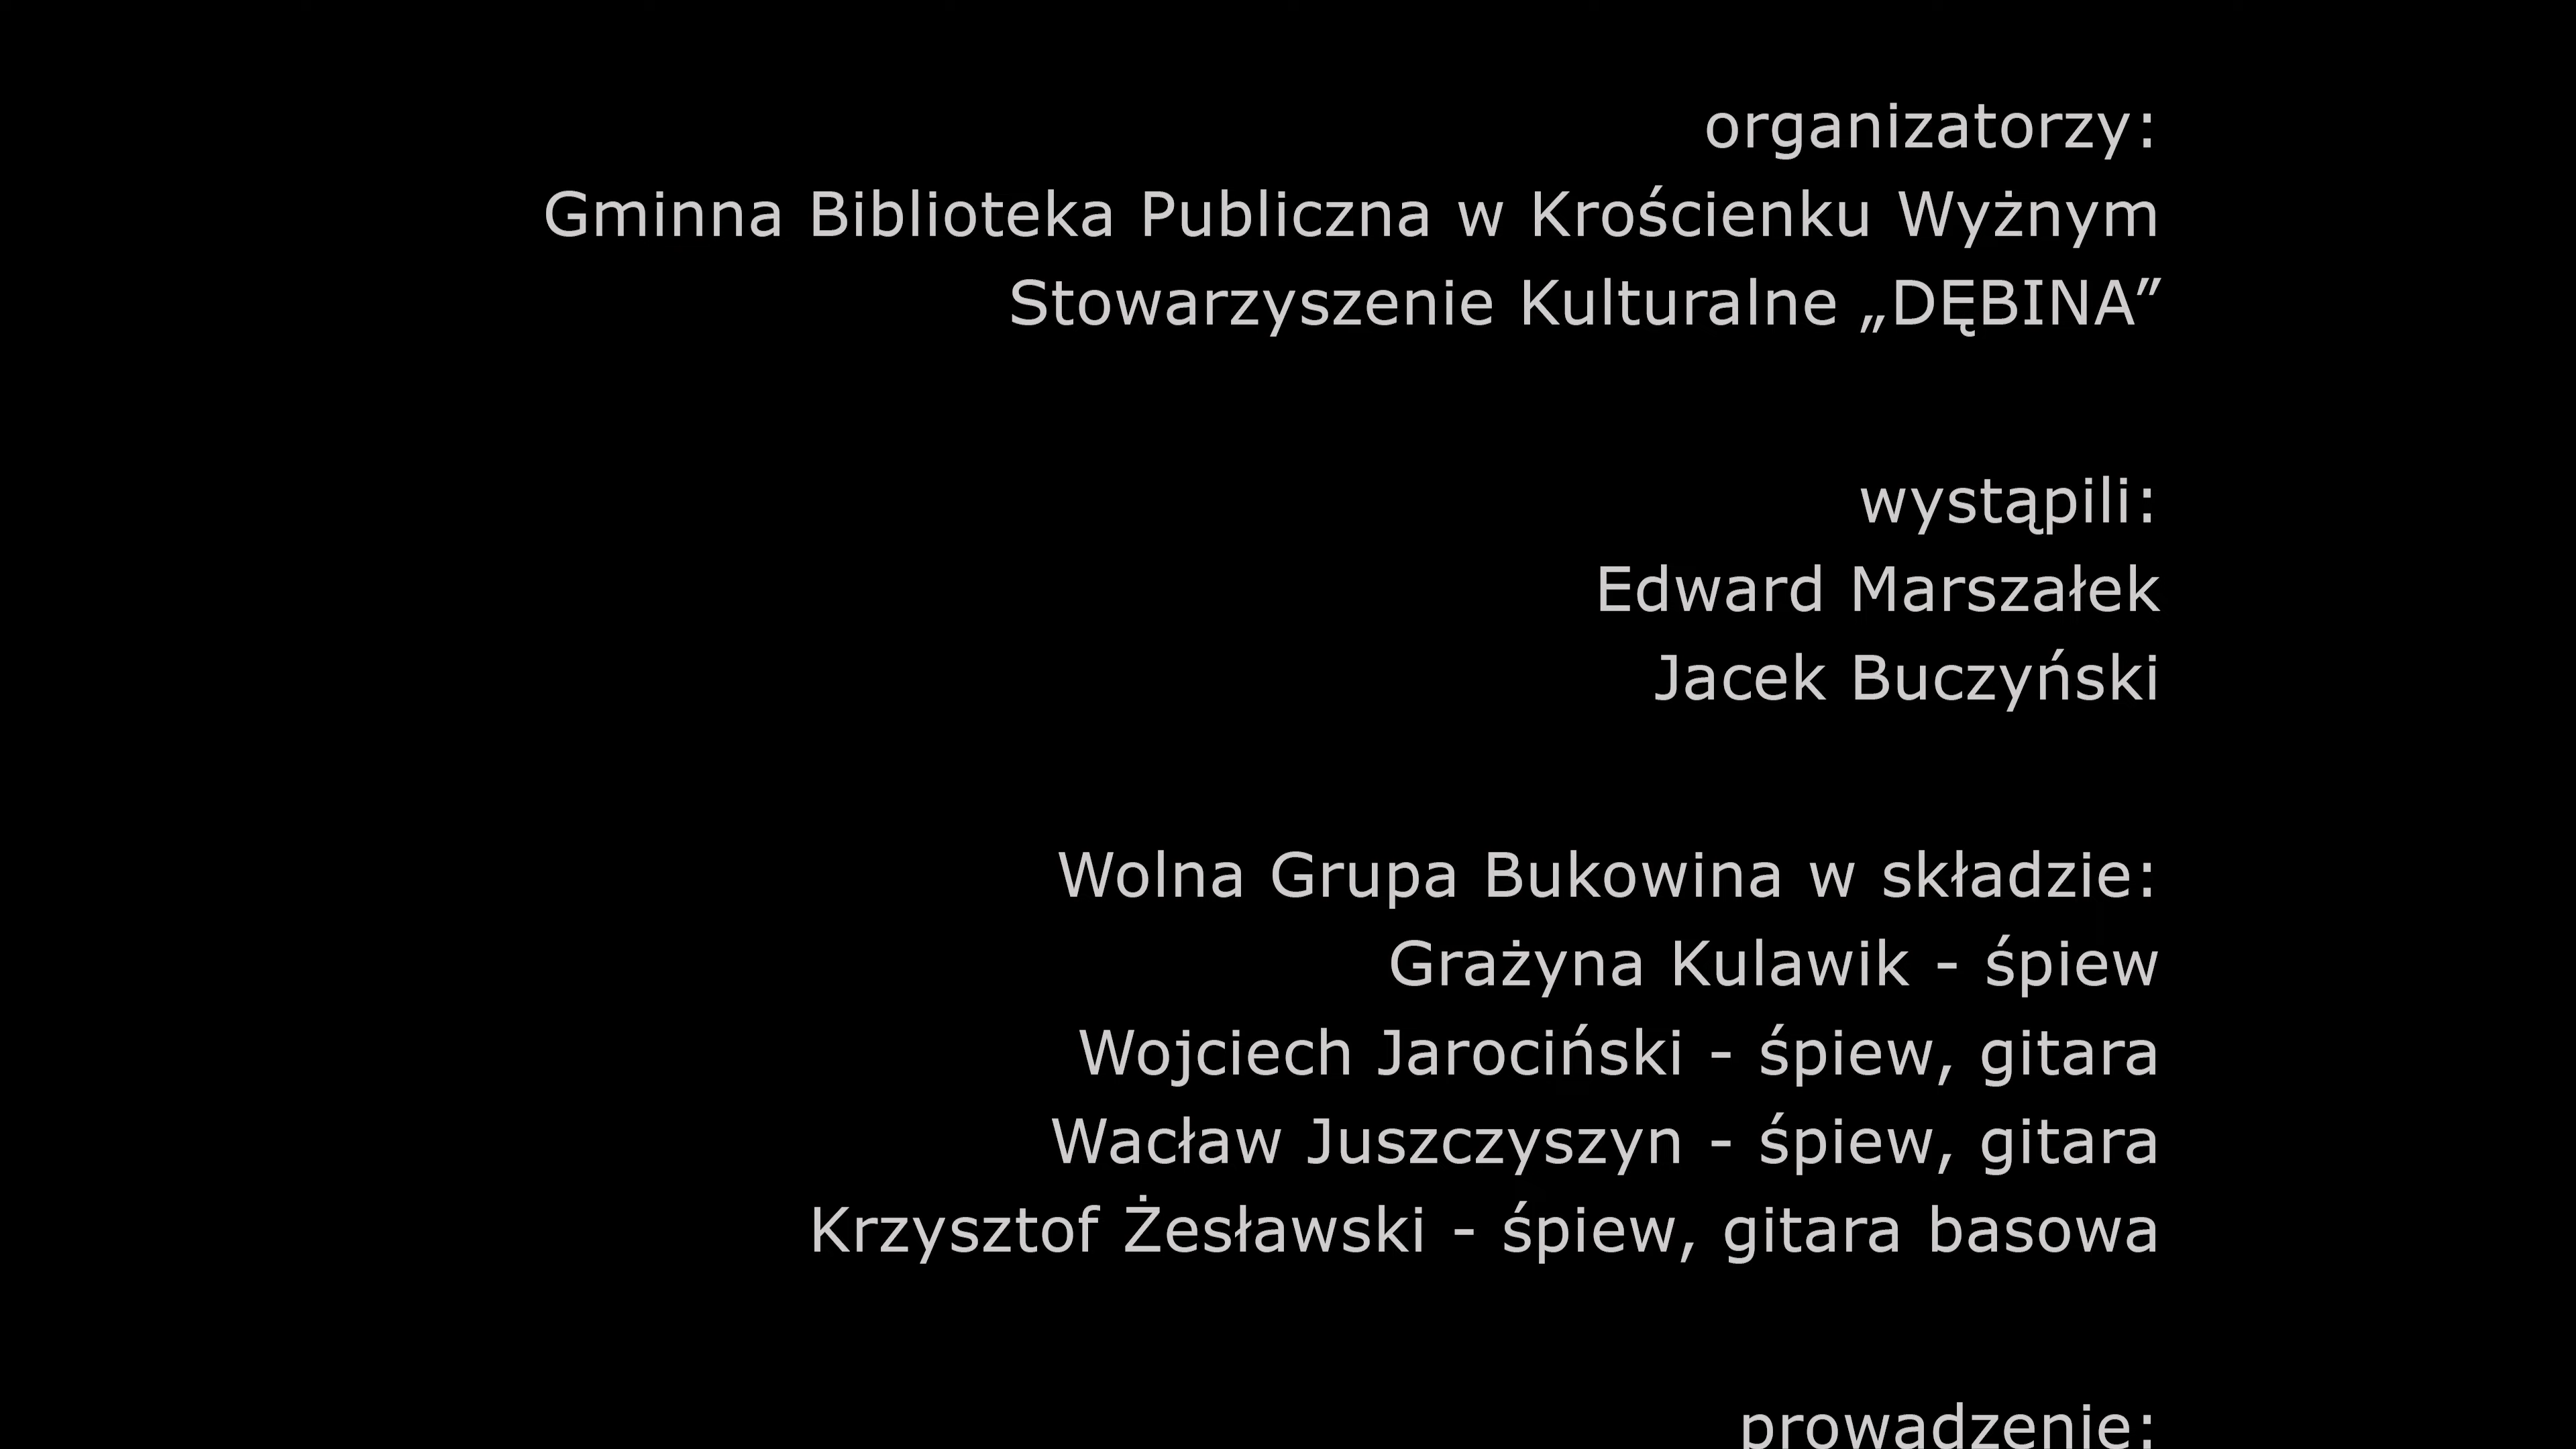 organizatorzy:
Gminna Biblioteka Publiczna w Krościenku Wyżnym
Stowarzyszenie Kulturalne „DĘBINA”
wystąpili:
Edward Marszałek
Jacek Buczyński
Wolna Grupa Bukowina w składzie:
Grażyna Kulawik - śpiew
Wojciech Jarociński - śpiew, gitara
Wacław Juszczyszyn - śpiew, gitara
Krzysztof Żesławski - śpiew, gitara basowa
prowadzenie: